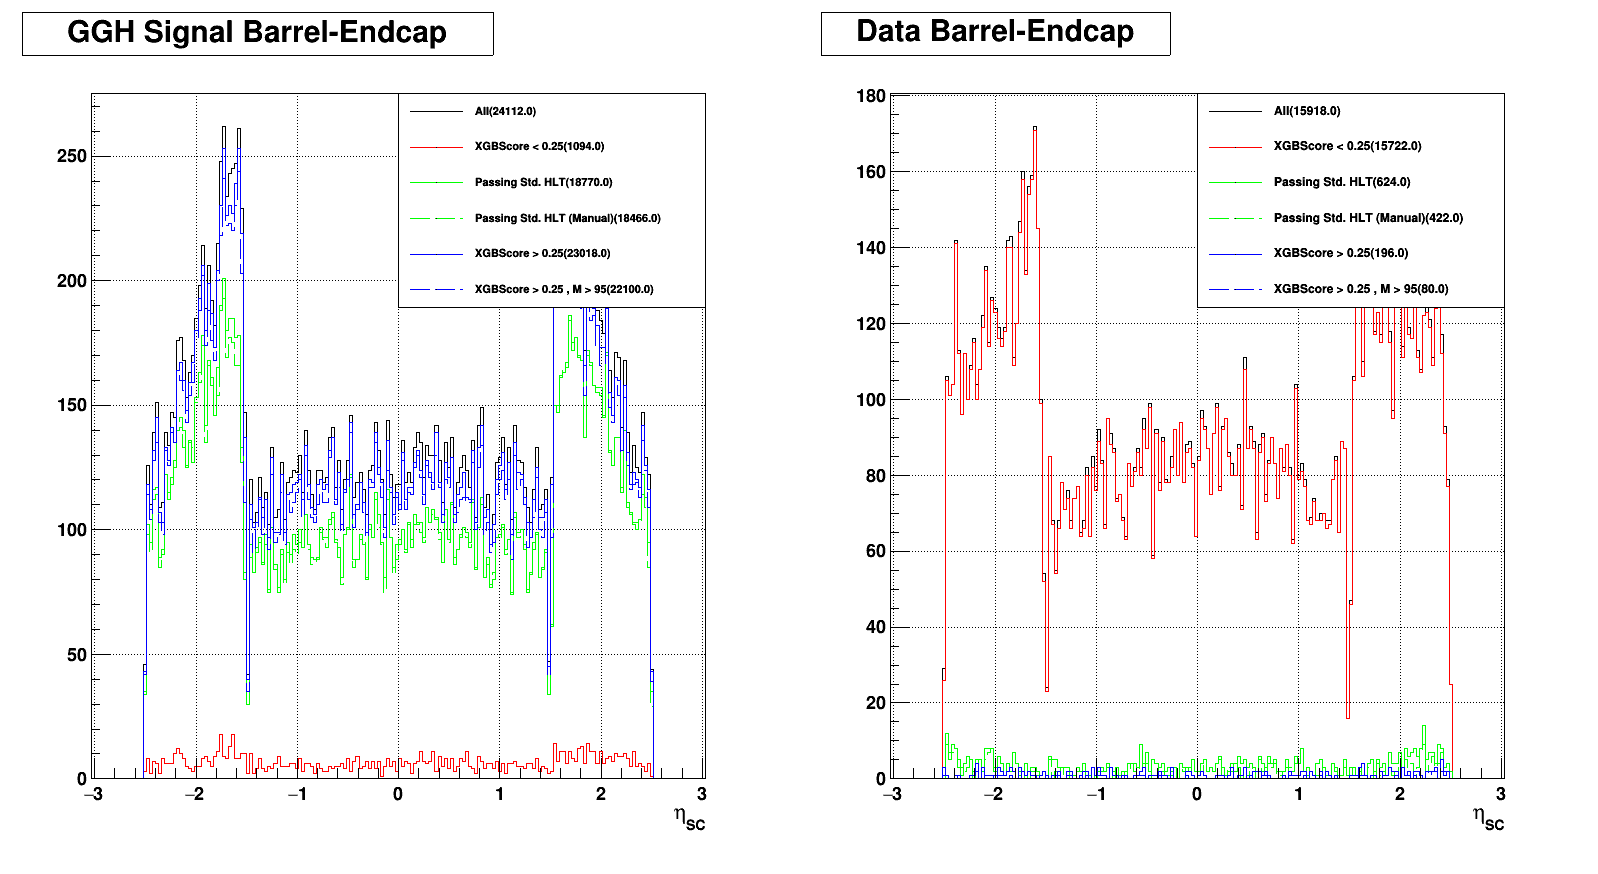 GGH Signal Barrel-Endcap
All(24112.0)
XGBScore < 0.25(1094.0)
Passing Std. HLT(18770.0)
Passing Std. HLT (Manual)(18466.0)
XGBScore > 0.25(23018.0)
XGBScore > 0.25 , M > 95(22100.0)
250
200
150
100
50
0
−3
−2
−1
0
1
2
3
ηSC
Data Barrel-Endcap
All(15918.0)
XGBScore < 0.25(15722.0)
Passing Std. HLT(624.0)
Passing Std. HLT (Manual)(422.0)
XGBScore > 0.25(196.0)
XGBScore > 0.25 , M > 95(80.0)
180
160
140
120
100
80
60
40
20
0
−3
−2
−1
0
1
2
3
ηSC